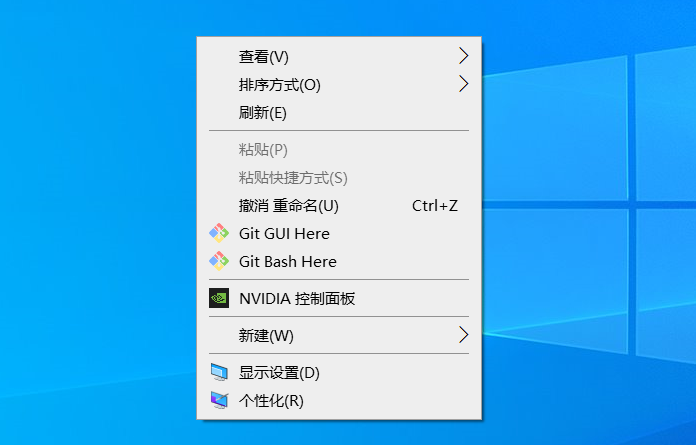 查看(V)
排序方式(O)
刷新(E)
粘贴(P)
粘贴快捷方式(S)
撤消 重命名(U) Ctrl+Z
Git GUI Here
Git Bash Here
NVIDIA 控制面板
新建(W)
显示设置(D)
个性化(R)